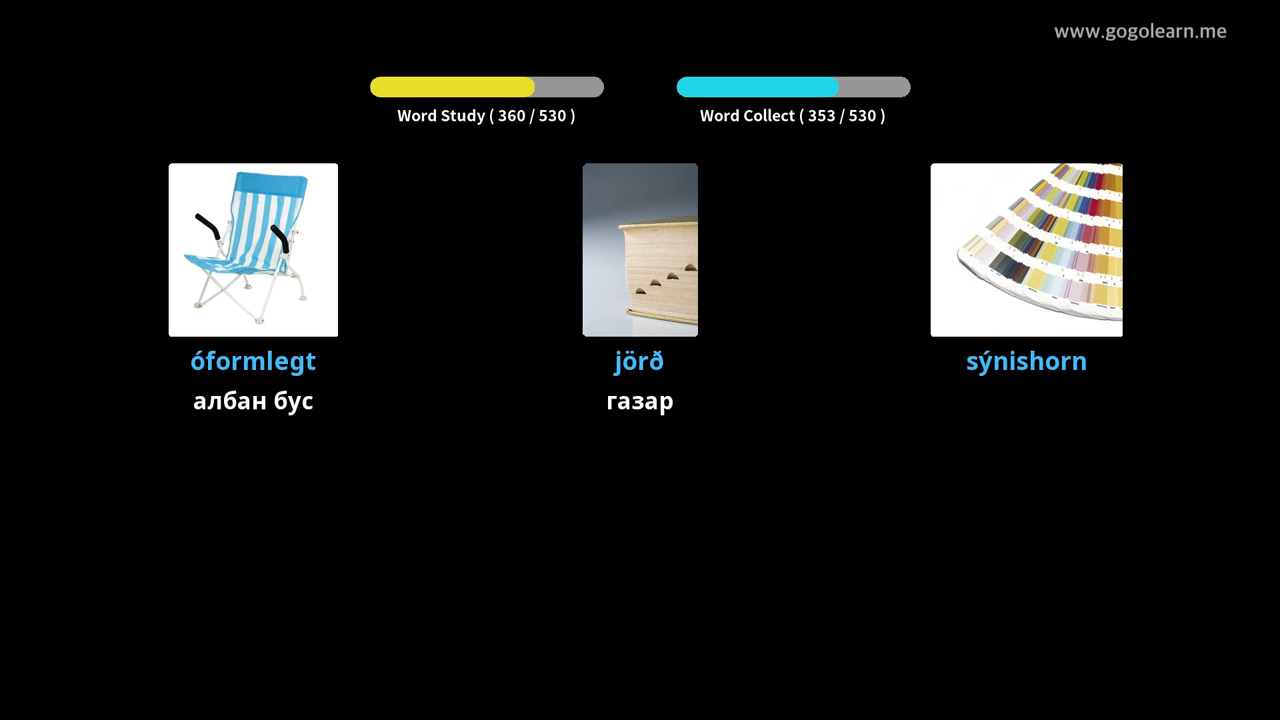 www.gogolearn.me
Word Study ( 360 / 530 )
Word Collect ( 353 / 530 )
óformlegt
jörð
sýnishorn
албан бус
газар